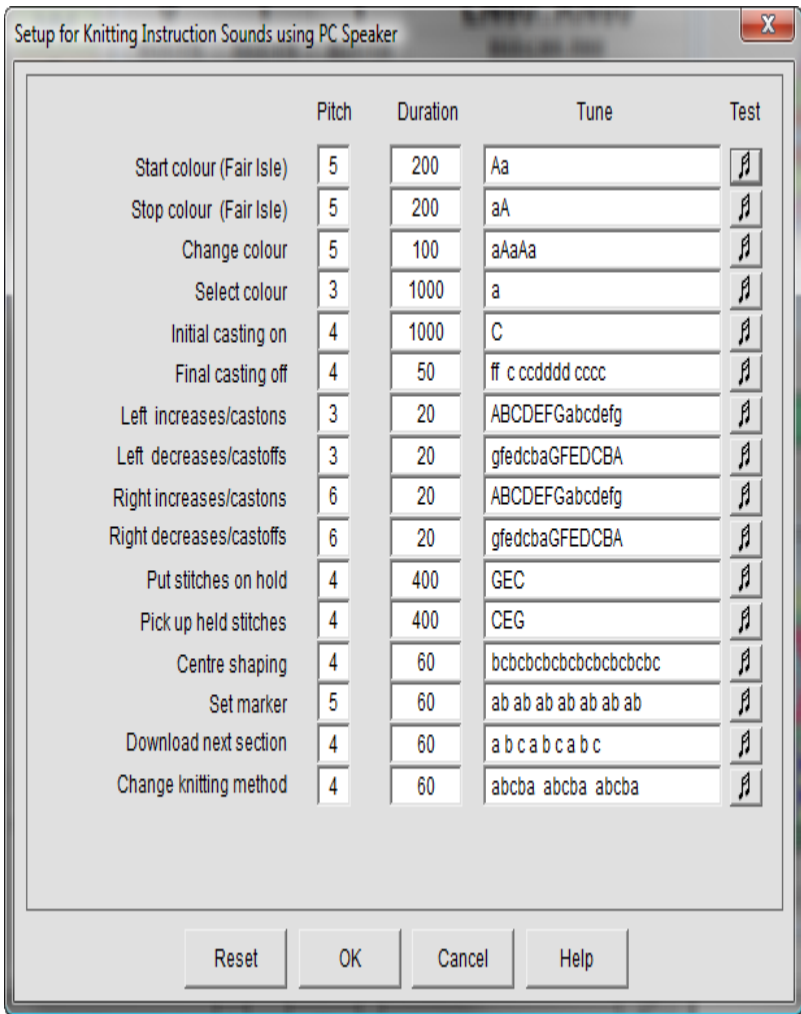 Setup for Knitting Instruction Sounds using PC Speaker X
Pitch Duration Tune Test
Start colour (Fair Isle) 5 200 Aa
Stop colour (Fair Isle) 5 200 aA
Change colour 5 100 aAaAa
Select colour 3 1000 a
Initial casting on 4 1000 C
Final casting off 4 50 ff c ccdddd cccc
Left increases/castons 3 20 ABCDEFGabcdefg
Left decreases/castoffs 3 20 gfedcbaGFEDCBA
Right increases/castons 6 20 ABCDEFGabcdefg
Right decreases/castoffs 6 20 gfedcbaGFEDCBA
Put stitches on hold 4 400 GEC
Pick up held stitches 4 400 CEG
Centre shaping 4 60 bcbcbcbcbcbcbcbcbcbc
Set marker 5 60 ab ab ab ab ab ab ab
Download next section 4 60 a b c a b c a b c
Change knitting method 4 60 abcba abcba abcba
Reset OK Cancel Help